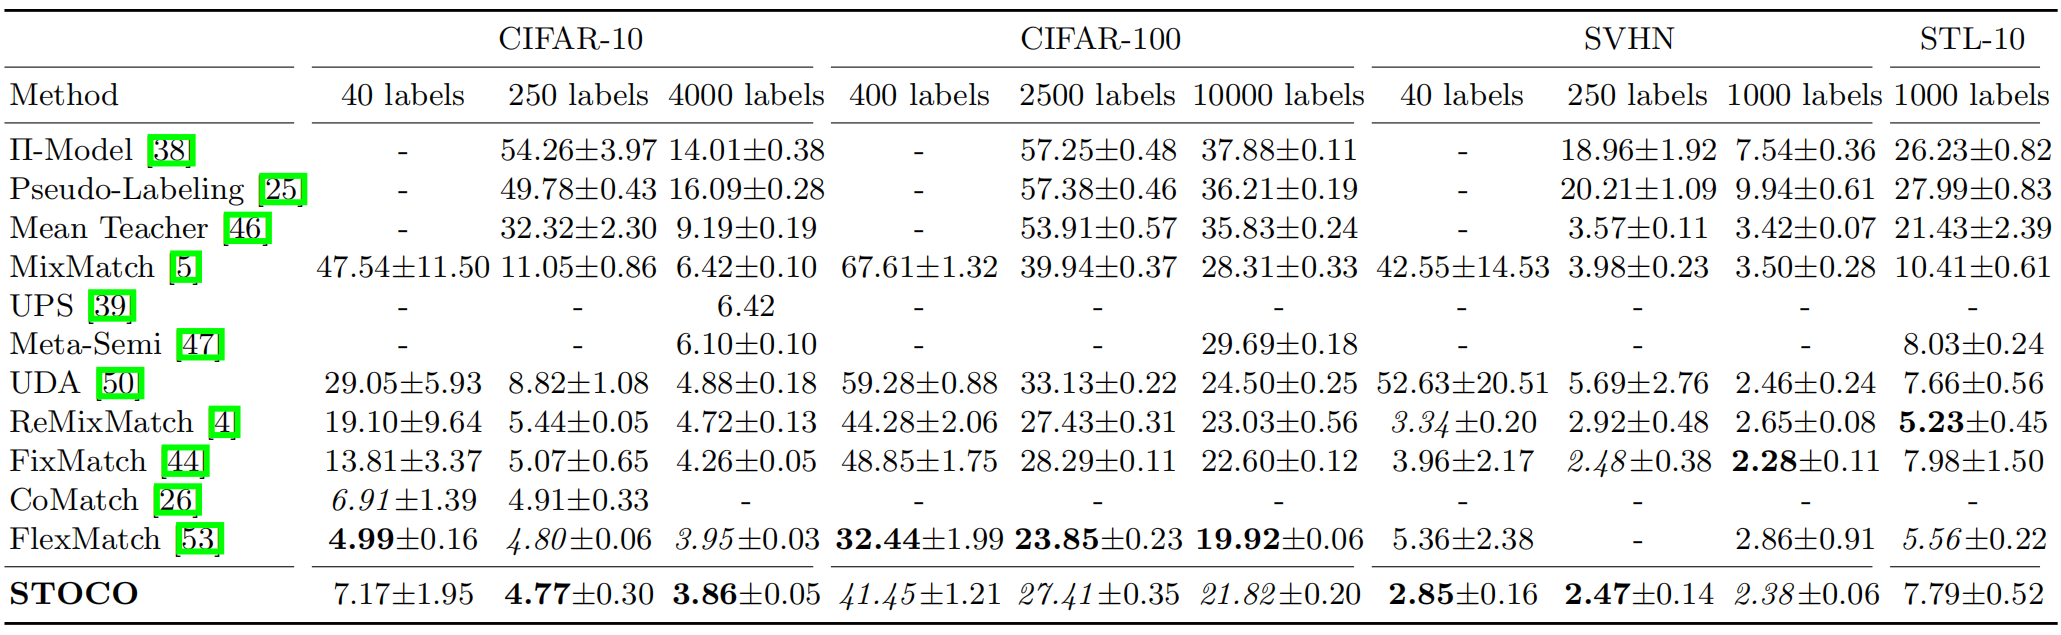 CIFAR-10 CIFAR-100 SVHN STL-10
Method 40 labels 250 labels 4000 labels 400 labels 2500 labels 10000 labels 40 labels 250 labels 1000 labels 1000 labels
Π-Model [38] - 54.26±3.97 14.01±0.38 - 57.25±0.48 37.88±0.11 - 18.96±1.92 7.54±0.36 26.23±0.82
Pseudo-Labeling [25] - 49.78±0.43 16.09±0.28 - 57.38±0.46 36.21±0.19 - 20.21±1.09 9.94±0.61 27.99±0.83
Mean Teacher [46] - 32.32±2.30 9.19±0.19 - 53.91±0.57 35.83±0.24 - 3.57±0.11 3.42±0.07 21.43±2.39
MixMatch [5] 47.54±11.50 11.05±0.86 6.42±0.10 67.61±1.32 39.94±0.37 28.31±0.33 42.55±14.53 3.98±0.23 3.50±0.28 10.41±0.61
UPS [39] - - 6.42 - - - - - - -
Meta-Semi [47] - - 6.10±0.10 - - 29.69±0.18 - - - 8.03±0.24
UDA [50] 29.05±5.93 8.82±1.08 4.88±0.18 59.28±0.88 33.13±0.22 24.50±0.25 52.63±20.51 5.69±2.76 2.46±0.24 7.66±0.56
ReMixMatch [4] 19.10±9.64 5.44±0.05 4.72±0.13 44.28±2.06 27.43±0.31 23.03±0.56 3.34±0.20 2.92±0.48 2.65±0.08 5.23±0.45
FixMatch [44] 13.81±3.37 5.07±0.65 4.26±0.05 48.85±1.75 28.29±0.11 22.60±0.12 3.96±2.17 2.48±0.38 2.28±0.11 7.98±1.50
CoMatch [26] 6.91±1.39 4.91±0.33 - - - - - - - -
FlexMatch [53] 4.99±0.16 4.80±0.06 3.95±0.03 32.44±1.99 23.85±0.23 19.92±0.06 5.36±2.38 - 2.86±0.91 5.56±0.22
STOCO 7.17±1.95 4.77±0.30 3.86±0.05 41.45±1.21 27.41±0.35 21.82±0.20 2.85±0.16 2.47±0.14 2.38±0.06 7.79±0.52